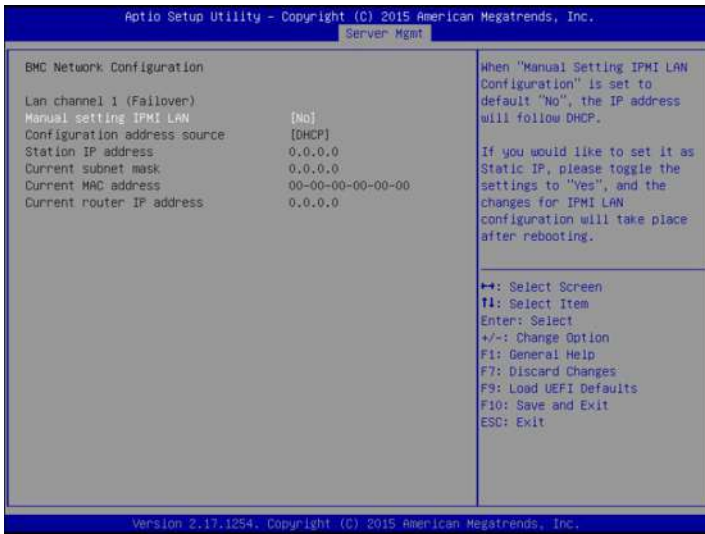 Aptio Setup Utility – Copyright (C) 2015 American Megatrends, Inc.
Server Mgmt
BMC Network Configuration
Lan channel 1 (Failover)
Manual setting IPMI LAN [No]
Configuration address source [DHCP]
Station IP address 0.0.0.0
Current subnet mask 0.0.0.0
Current MAC address 00-00-00-00-00-00
Current router IP address 0.0.0.0
When "Manual Setting IPMI LAN
Configuration" is set to
default "No", the IP address
will follow DHCP.
If you would like to set it as
Static IP, please toggle the
settings to "Yes", and the
changes for IPMI LAN
configuration will take place
after rebooting.
↔: Select Screen
↑↓: Select Item
Enter: Select
+/-: Change Option
F1: General Help
F7: Discard Changes
F9: Load UEFI Defaults
F10: Save and Exit
ESC: Exit
Version 2.17.1254. Copyright (C) 2015 American Megatrends, Inc.